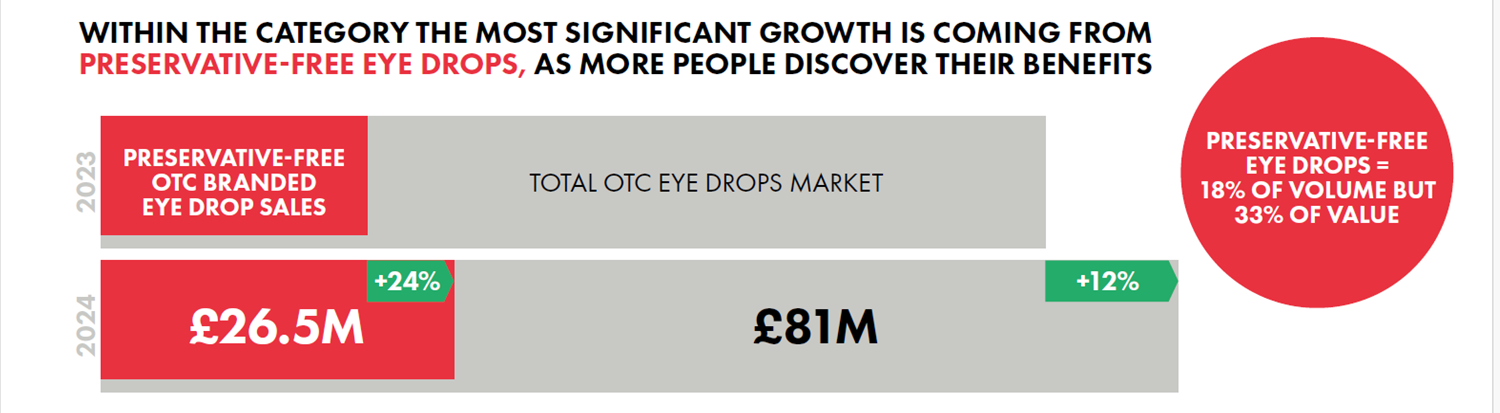 WITHIN THE CATEGORY THE MOST SIGNIFICANT GROWTH IS COMING FROM
PRESERVATIVE-FREE EYE DROPS, AS MORE PEOPLE DISCOVER THEIR BENEFITS
2023
PRESERVATIVE-FREE
OTC BRANDED
EYE DROP SALES
TOTAL OTC EYE DROPS MARKET
PRESERVATIVE-FREE
EYE DROPS =
18% OF VOLUME BUT
33% OF VALUE
2024
£26.5M
+24%
£81M
+12%